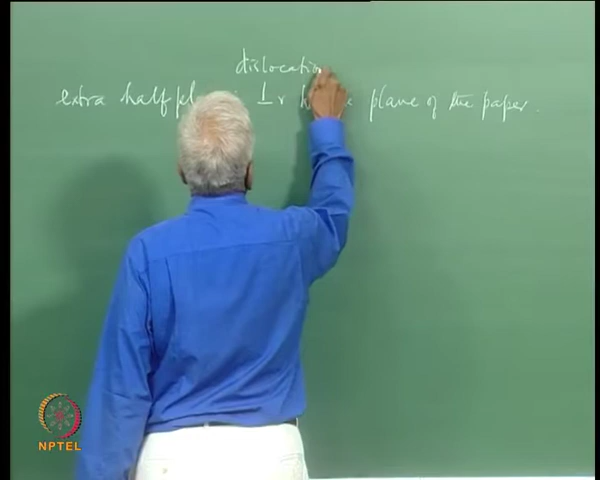 dislocation
extra half ⊥r plane of the paper.
NPTEL